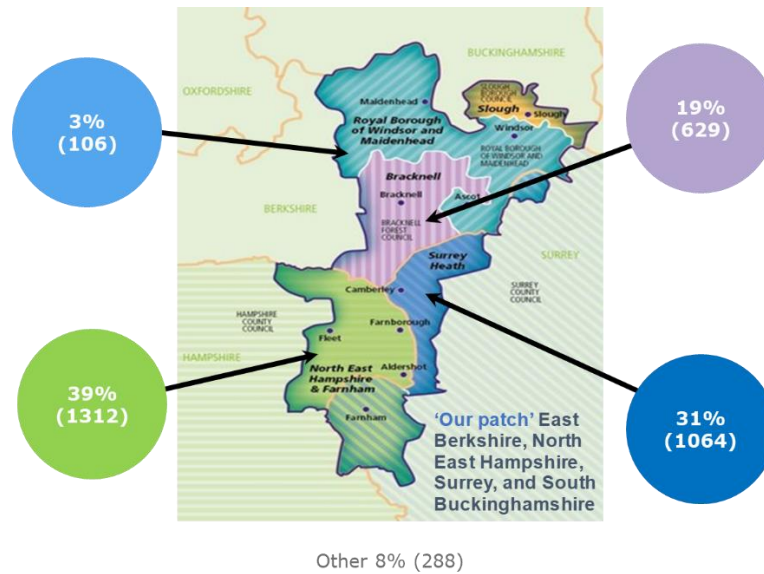 BUCKINGHAMSHIRE
OXFORDSHIRE
SLOUGH
BOROUGH
COUNCIL
Slough
Slough
3%
(106)
19%
(629)
Maidenhead
Royal Borough
of Windsor and
Maidenhead
Windsor
ROYAL BOROUGH
OF WINDSOR AND
MAIDENHEAD
Bracknell
Bracknell
Ascot
BERKSHIRE
BRACKNELL
FOREST
COUNCIL
SURREY
Surrey
Heath
Camberley
SURREY
COUNTY
COUNCIL
HAMPSHIRE
COUNTY
COUNCIL
Farnborough
Fleet
HAMPSHIRE
North East
Hampshire
& Farnham
Aldershot
Farnham
39%
(1312)
31%
(1064)
‘Our patch’ East
Berkshire, North
East Hampshire,
Surrey, and South
Buckinghamshire
Other 8% (288)